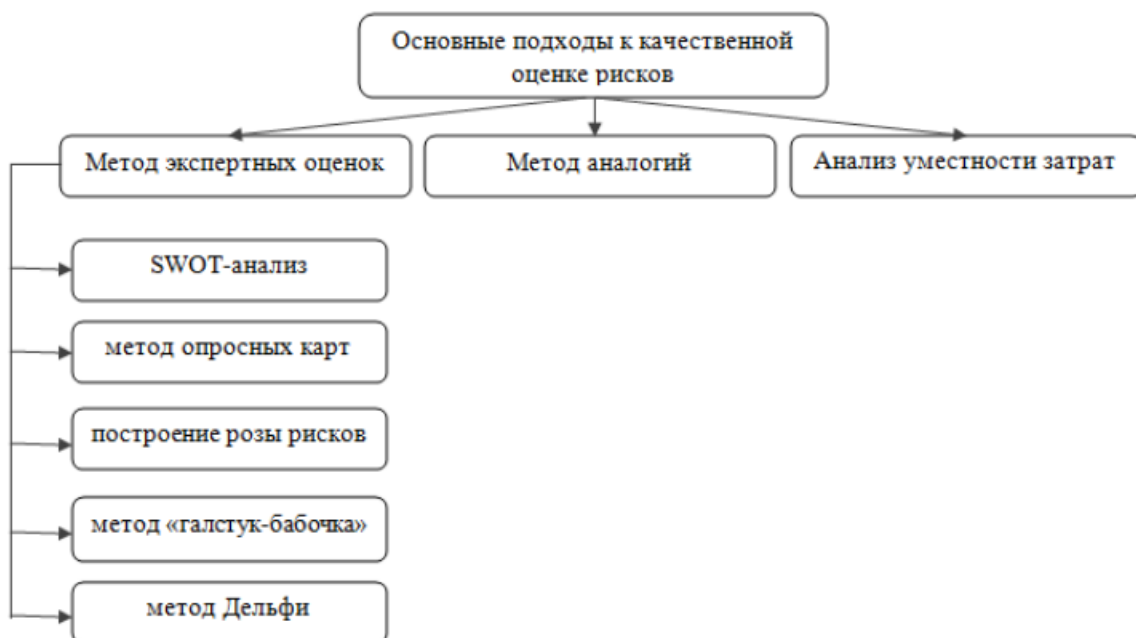 Основные подходы к качественной
оценке рисков
Метод экспертных оценок
Метод аналогий
Анализ уместности затрат
SWOT-анализ
метод опросных карт
построение розы рисков
метод «галстук-бабочка»
метод Дельфи